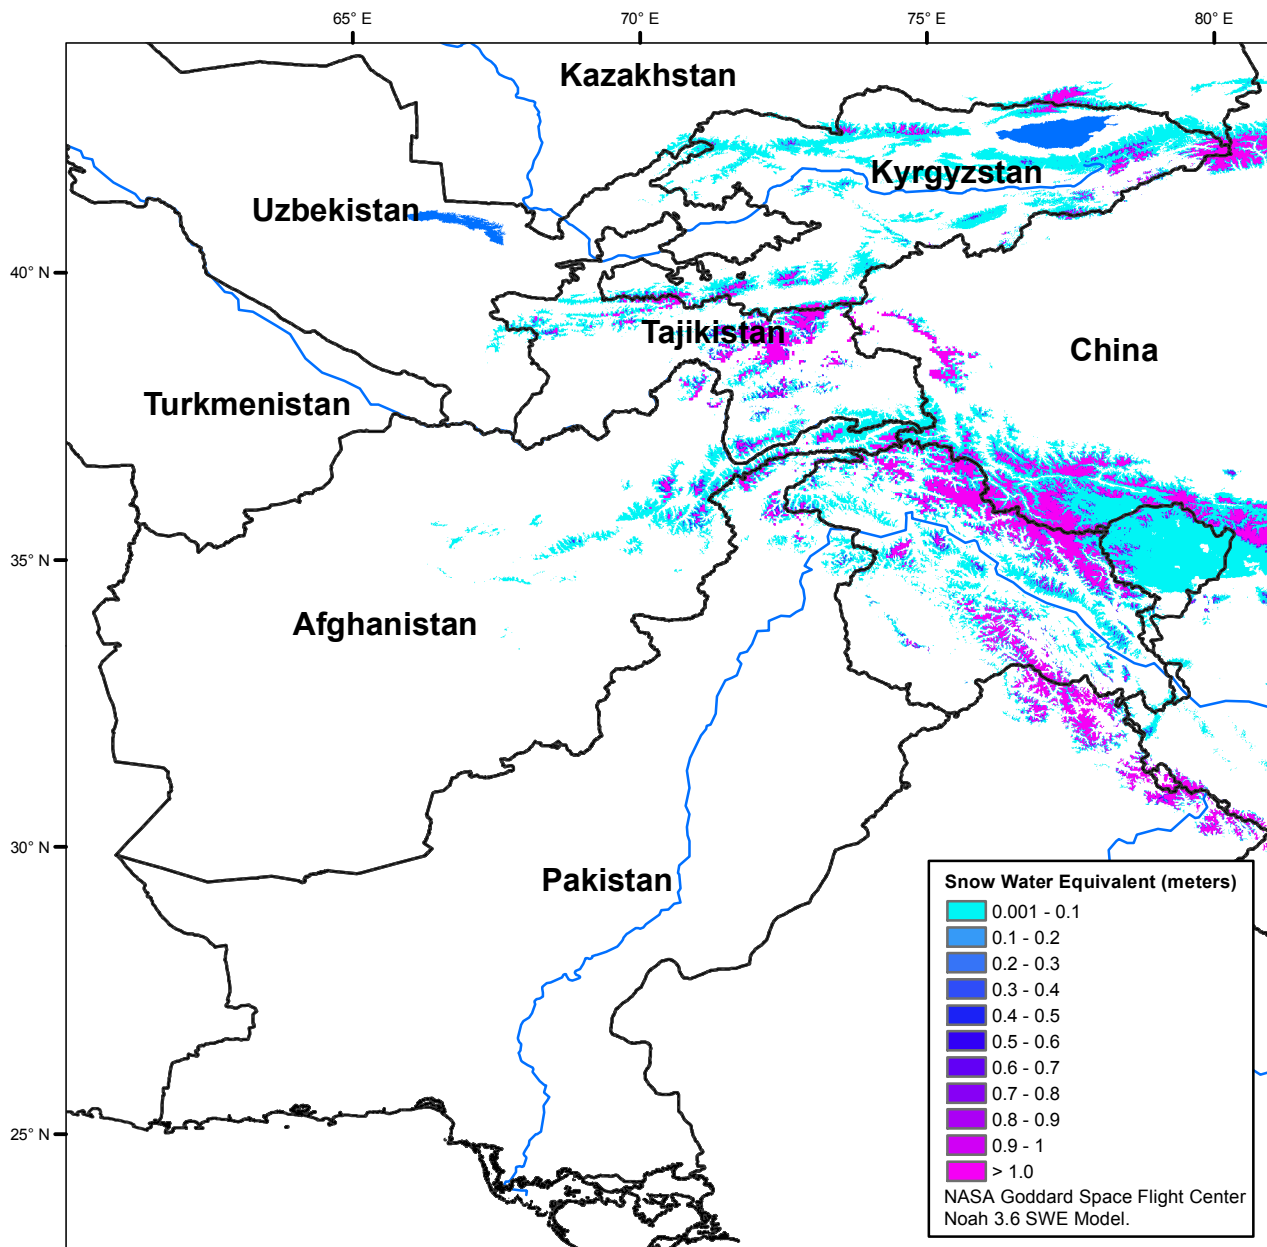 65° E
70° E
75° E
80° E
Kazakhstan
Kyrgyzstan
Uzbekistan
40° N
Tajikistan
China
Turkmenistan
35° N
Afghanistan
30° N
Pakistan
25° N
Snow Water Equivalent (meters)
0.001 - 0.1
0.1 - 0.2
0.2 - 0.3
0.3 - 0.4
0.4 - 0.5
0.5 - 0.6
0.6 - 0.7
0.7 - 0.8
0.8 - 0.9
0.9 - 1
> 1.0
NASA Goddard Space Flight Center
Noah 3.6 SWE Model.